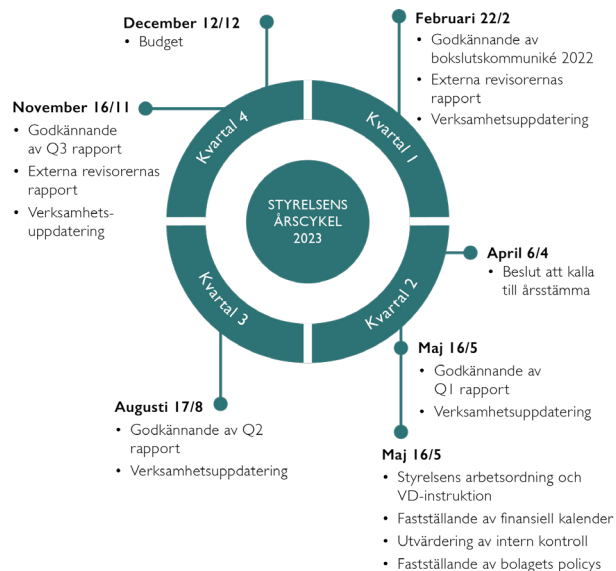 STYRELSENS
ÅRSCYKEL
2023
Kvartal 1
Kvartal 2
Kvartal 3
Kvartal 4
Februari 22/2
• Godkännande av
bokslutskommuniké 2022
• Externa revisorernas
rapport
• Verksamhetsuppdatering
April 6/4
• Beslut att kalla
till årsstämma
Maj 16/5
• Godkännande av
Q1 rapport
• Verksamhetsuppdatering
Maj 16/5
• Styrelsens arbetsordning och
VD-instruktion
• Fastställande av finansiell kalender
• Utvärdering av intern kontroll
• Fastställande av bolagets policys
Augusti 17/8
• Godkännande av Q2
rapport
• Verksamhetsuppdatering
November 16/11
• Godkännande
av Q3 rapport
• Externa revisorernas
rapport
• Verksamhets-
uppdatering
December 12/12
• Budget